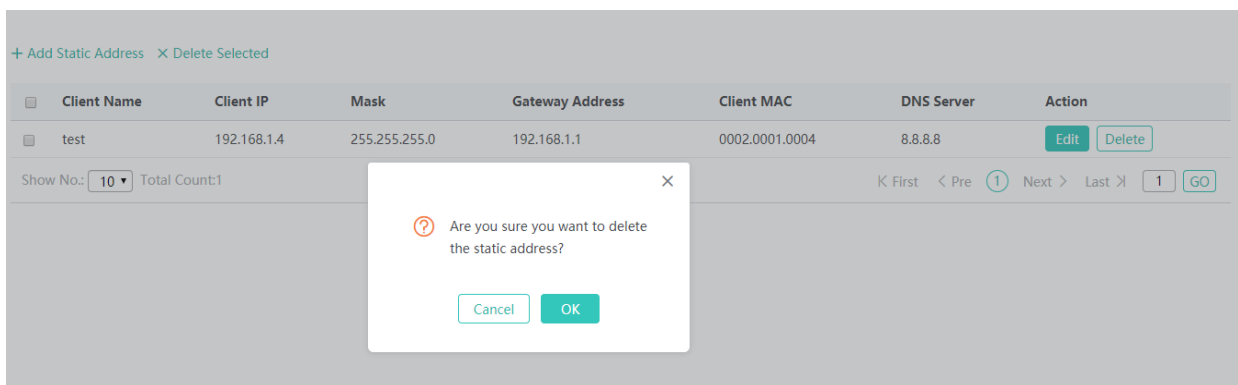 + Add Static Address × Delete Selected
Client Name Client IP Mask Gateway Address Client MAC DNS Server Action
test 192.168.1.4 255.255.255.0 192.168.1.1 0002.0001.0004 8.8.8.8 Edit Delete
Show No.: 10 Total Count:1 First Pre 1 Next Last 1 GO
Are you sure you want to delete
the static address?
Cancel OK